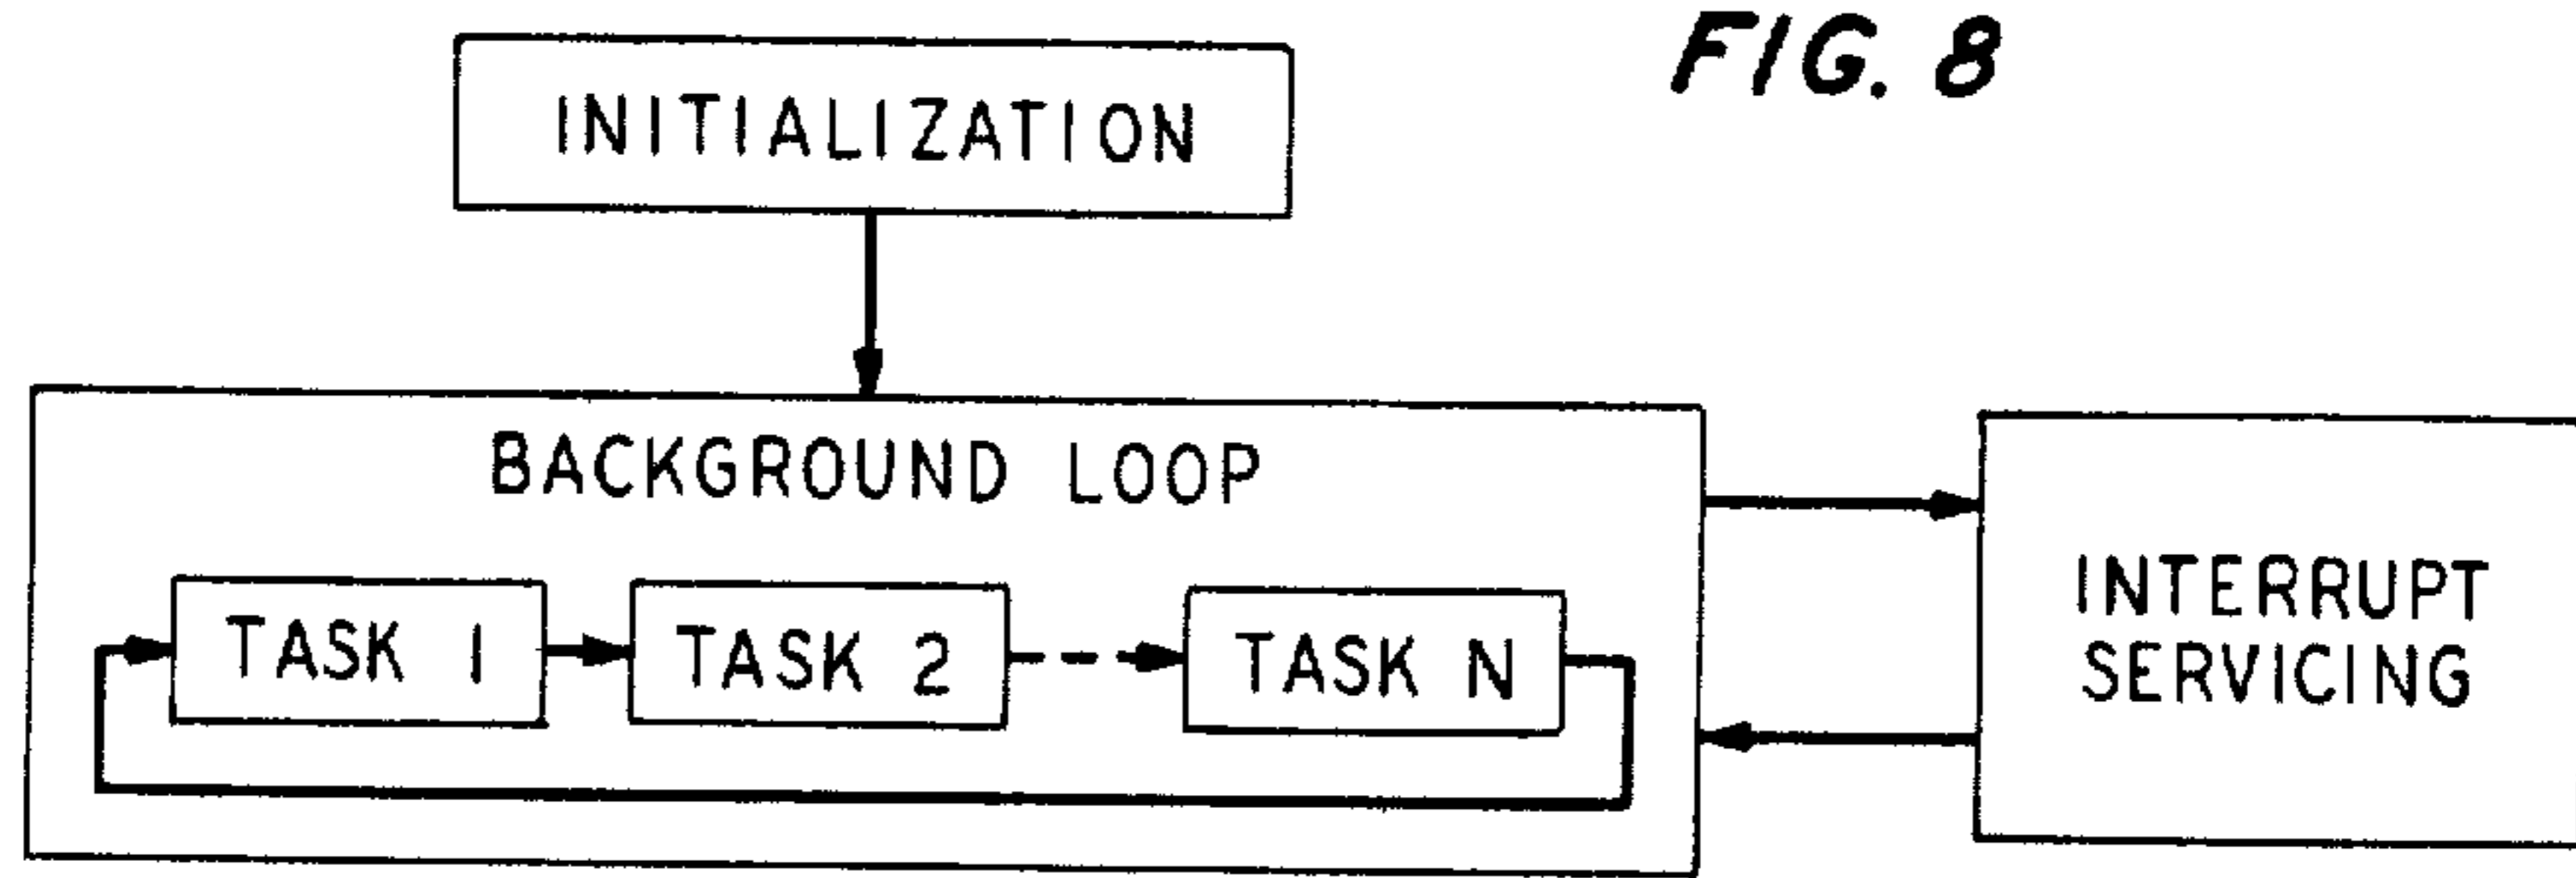 FIG. 8
INITIALIZATION
BACKGROUND LOOP
TASK 1
TASK 2
TASK N
INTERRUPT
SERVICING